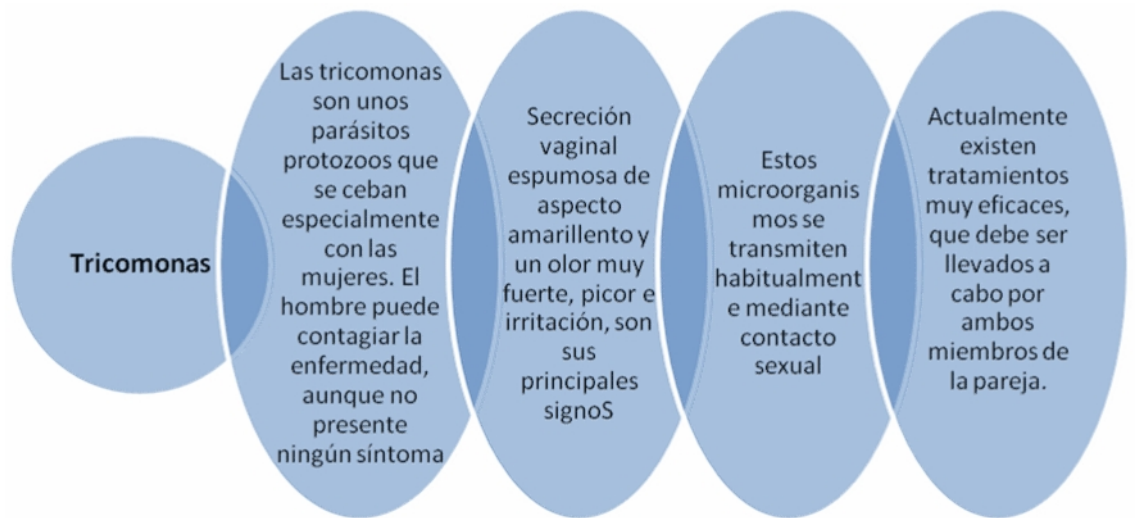 Tricomonas
Las tricomonas
son unos
parásitos
protozoos que
se ceban
especialmente
con las
mujeres. El
hombre puede
contagiar la
enfermedad,
aunque no
presente
ningún síntoma
Secreción
vaginal
espumosa de
aspecto
amarillento y
un olor muy
fuerte, picor e
irritación, son
sus
principales
signoS
Estos
microorganis
mos se
transmiten
habitualment
e mediante
contacto
sexual
Actualmente
existen
tratamientos
muy eficaces,
que debe ser
llevados a
cabo por
ambos
miembros de
la pareja.